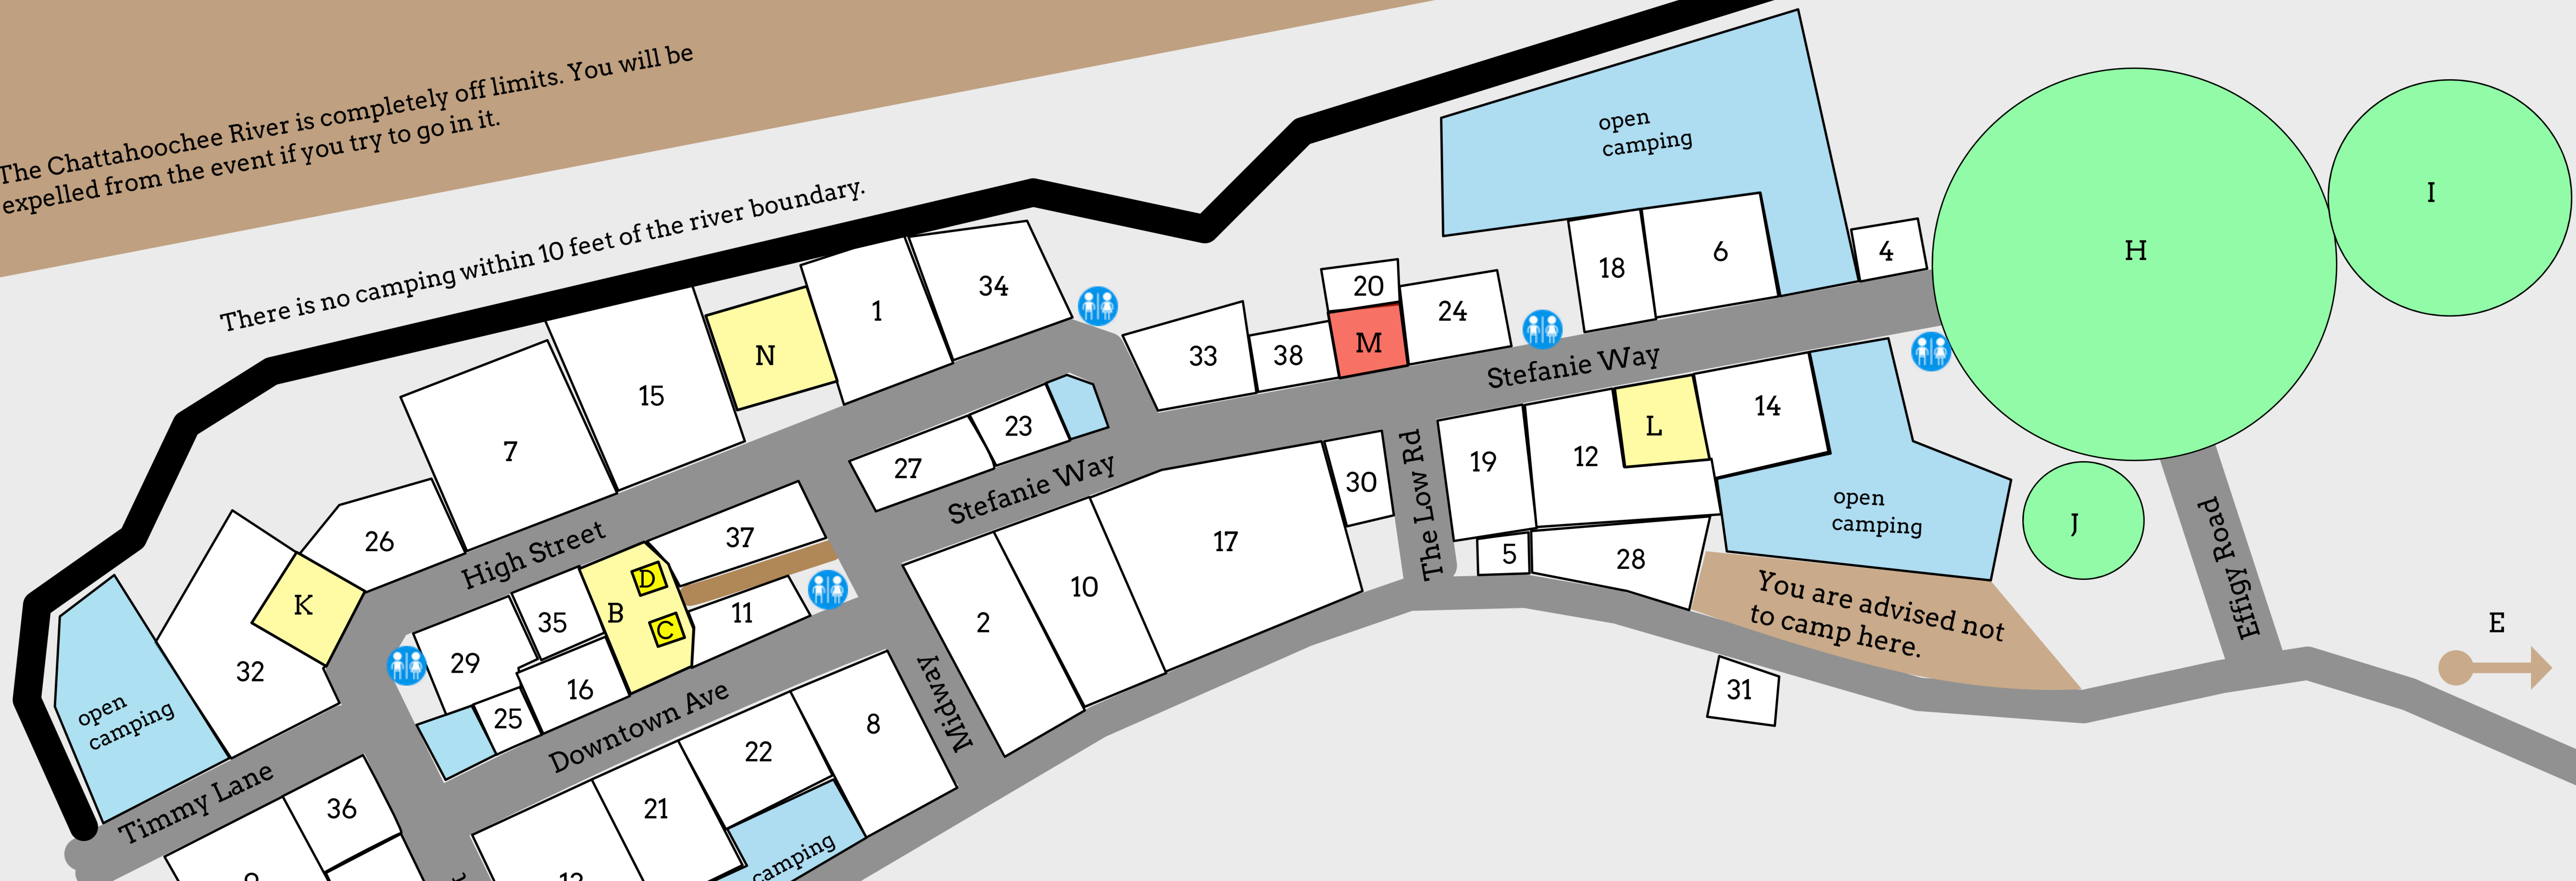 The Chattahoochee River is completely off limits. You will be
expelled from the event if you try to go in it.
There is no camping within 10 feet of the river boundary.
open
camping
H
I
4
6
18
20
M
24
34
1
N
15
7
26
33
38
Stefanie Way
L
14
12
19
23
27
Stefanie Way
30
The Low Rd
17
10
2
open
camping
J
Effigy Road
E
5
28
You are advised not
to camp here.
31
High Street
37
D
B
C
11
35
29
16
25
K
32
open
camping
Timmy Lane
36
Downtown Ave
Midway
8
22
21
camping